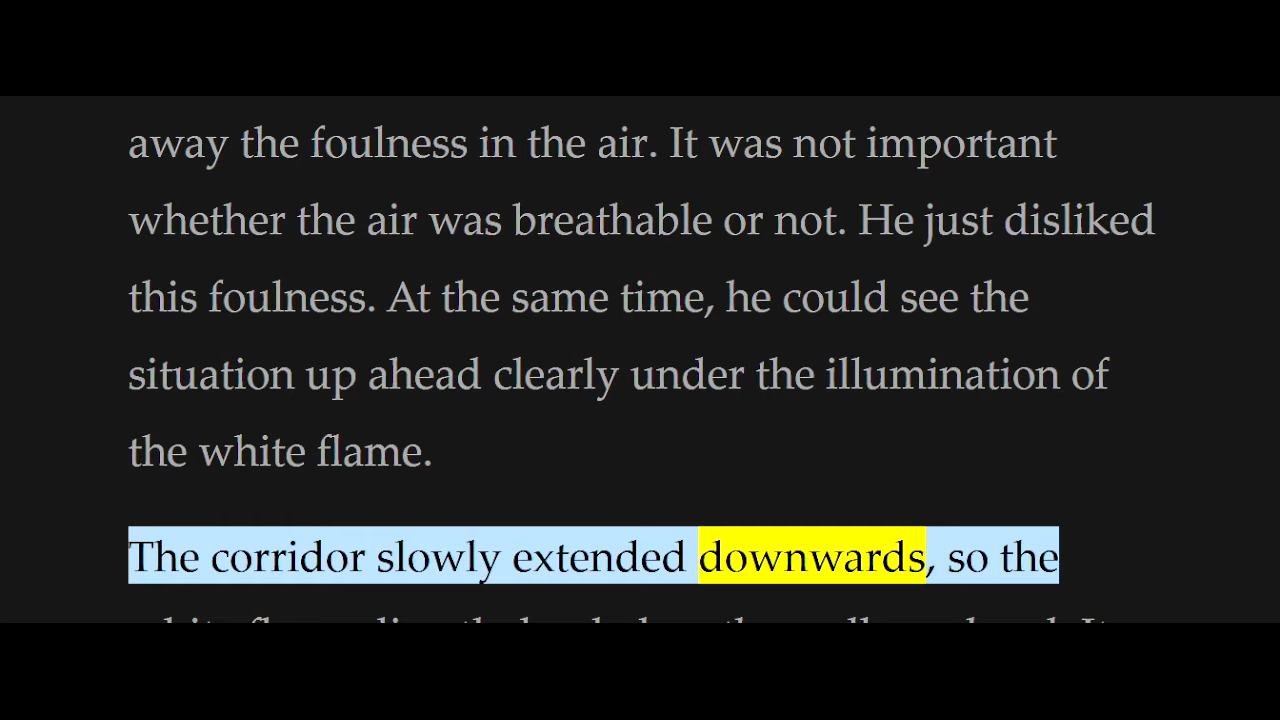 away the foulness in the air. It was not important
whether the air was breathable or not. He just disliked
this foulness. At the same time, he could see the
situation up ahead clearly under the illumination of
the white flame.
The corridor slowly extended downwards, so the